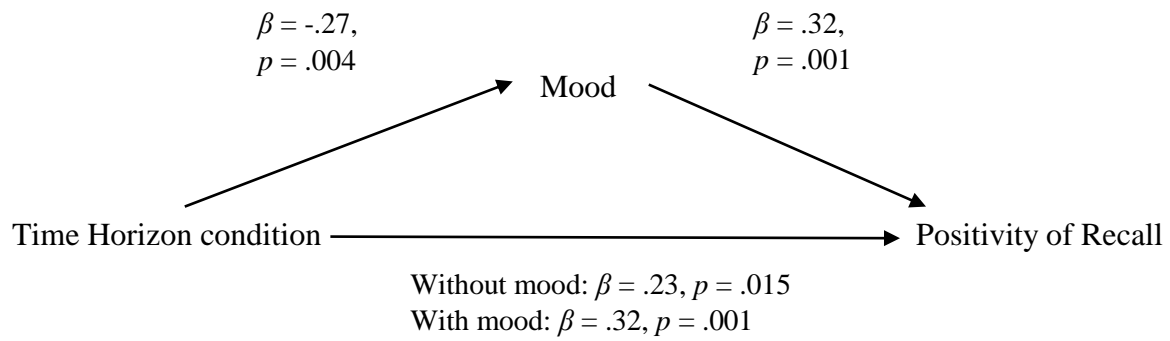 β = -.27,
p = .004
β = .32,
p = .001
Mood
Time Horizon condition
Positivity of Recall
Without mood: β = .23, p = .015
With mood: β = .32, p = .001